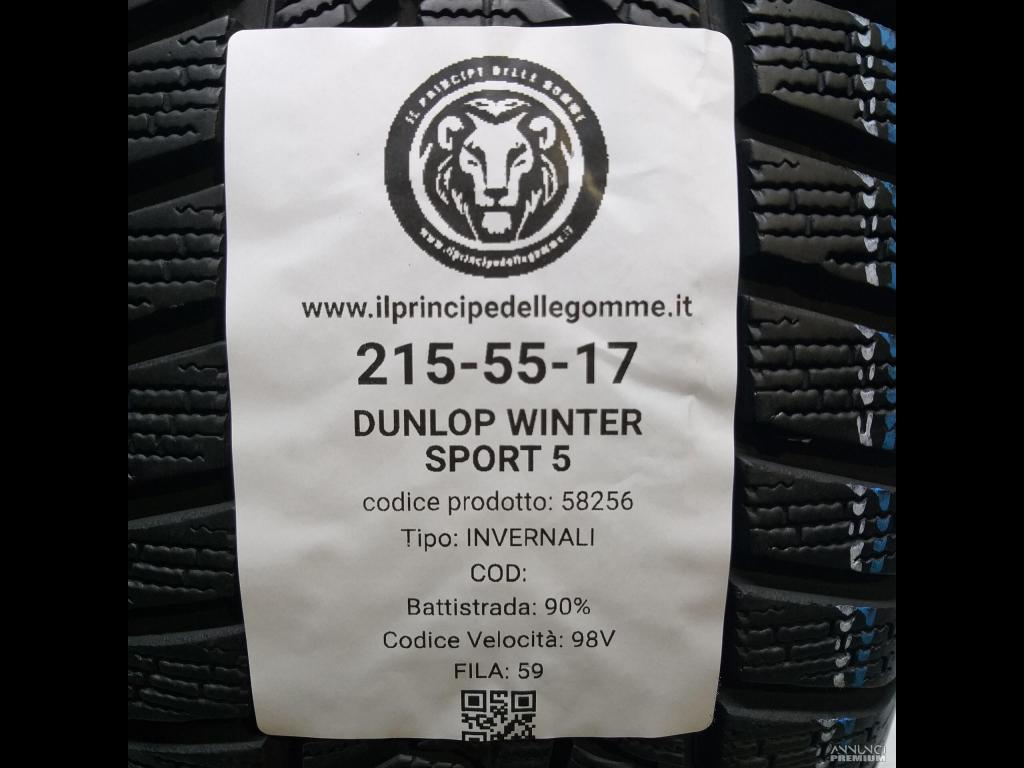 IL PRINCIPE DELLE GOMME
www.ilprincipedellegomme.it
www.ilprincipedellegomme.it
215-55-17
DUNLOP WINTER
SPORT 5
codice prodotto: 58256
Tipo: INVERNALI
COD:
Battistrada: 90%
Codice Velocità: 98V
FILA: 59
ANNUNCI
PREMIUM